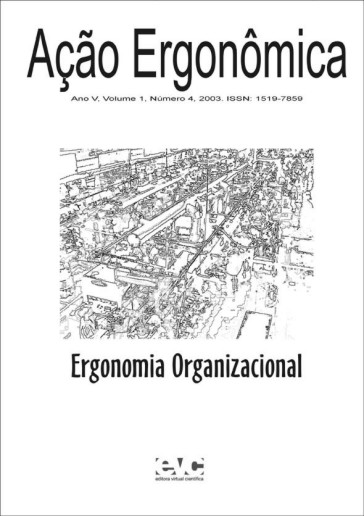 Ação Ergonômica
Ano V, Volume 1, Número 4, 2003. ISSN: 1519-7859
Ergonomia Organizacional
evc
editora virtual científica